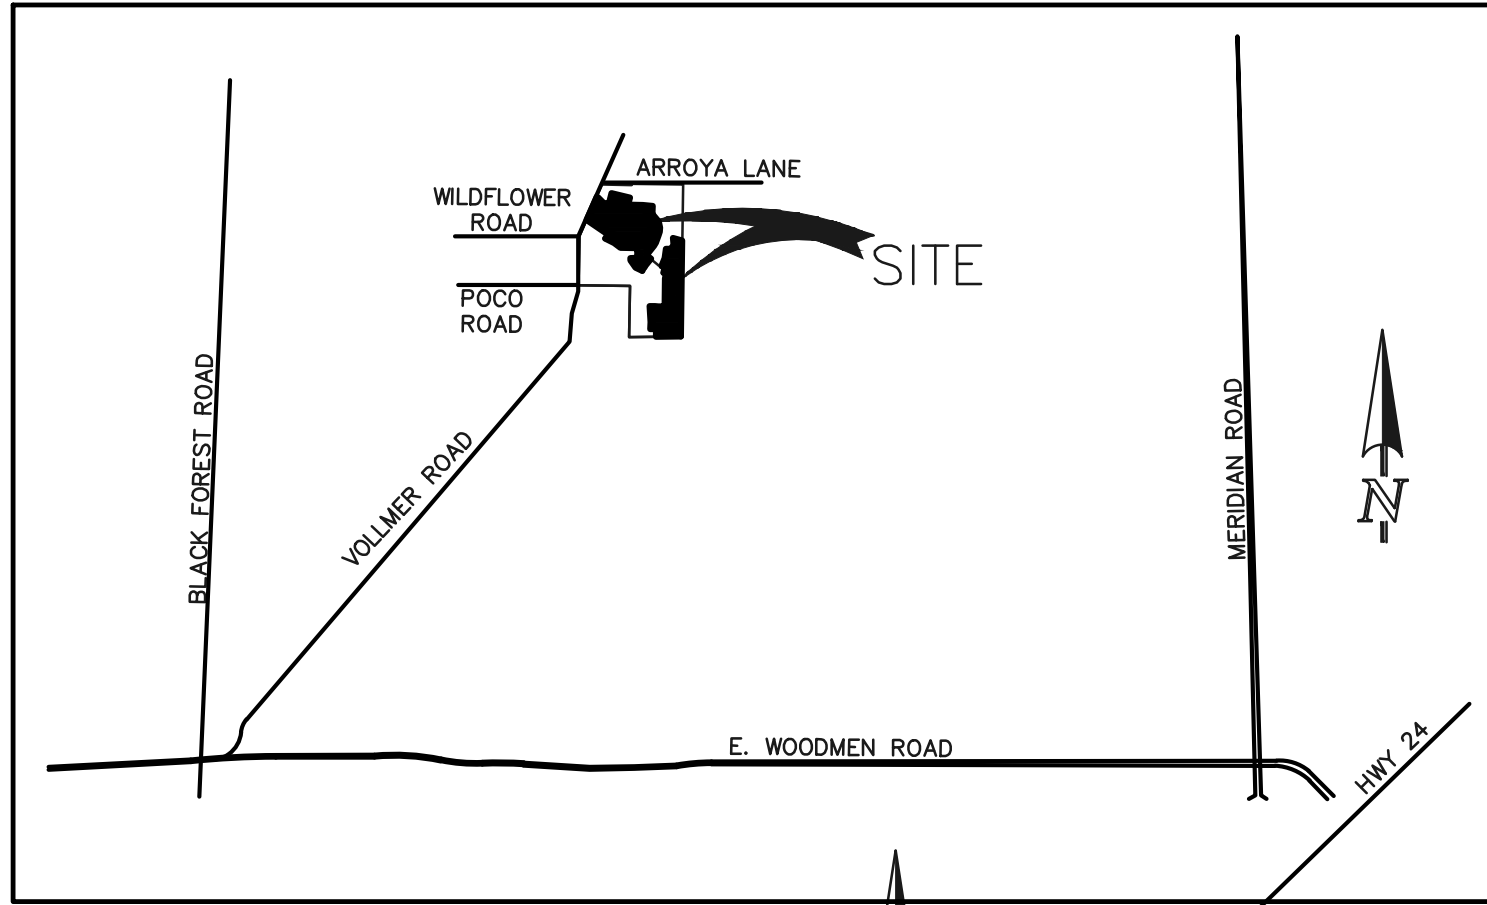 ARROYA LANE
WILDFLOWER
ROAD
SITE
POCO
ROAD
BLACK FOREST ROAD
VOLLMER ROAD
MERIDIAN ROAD
N
E. WOODMEN ROAD
HWY 24